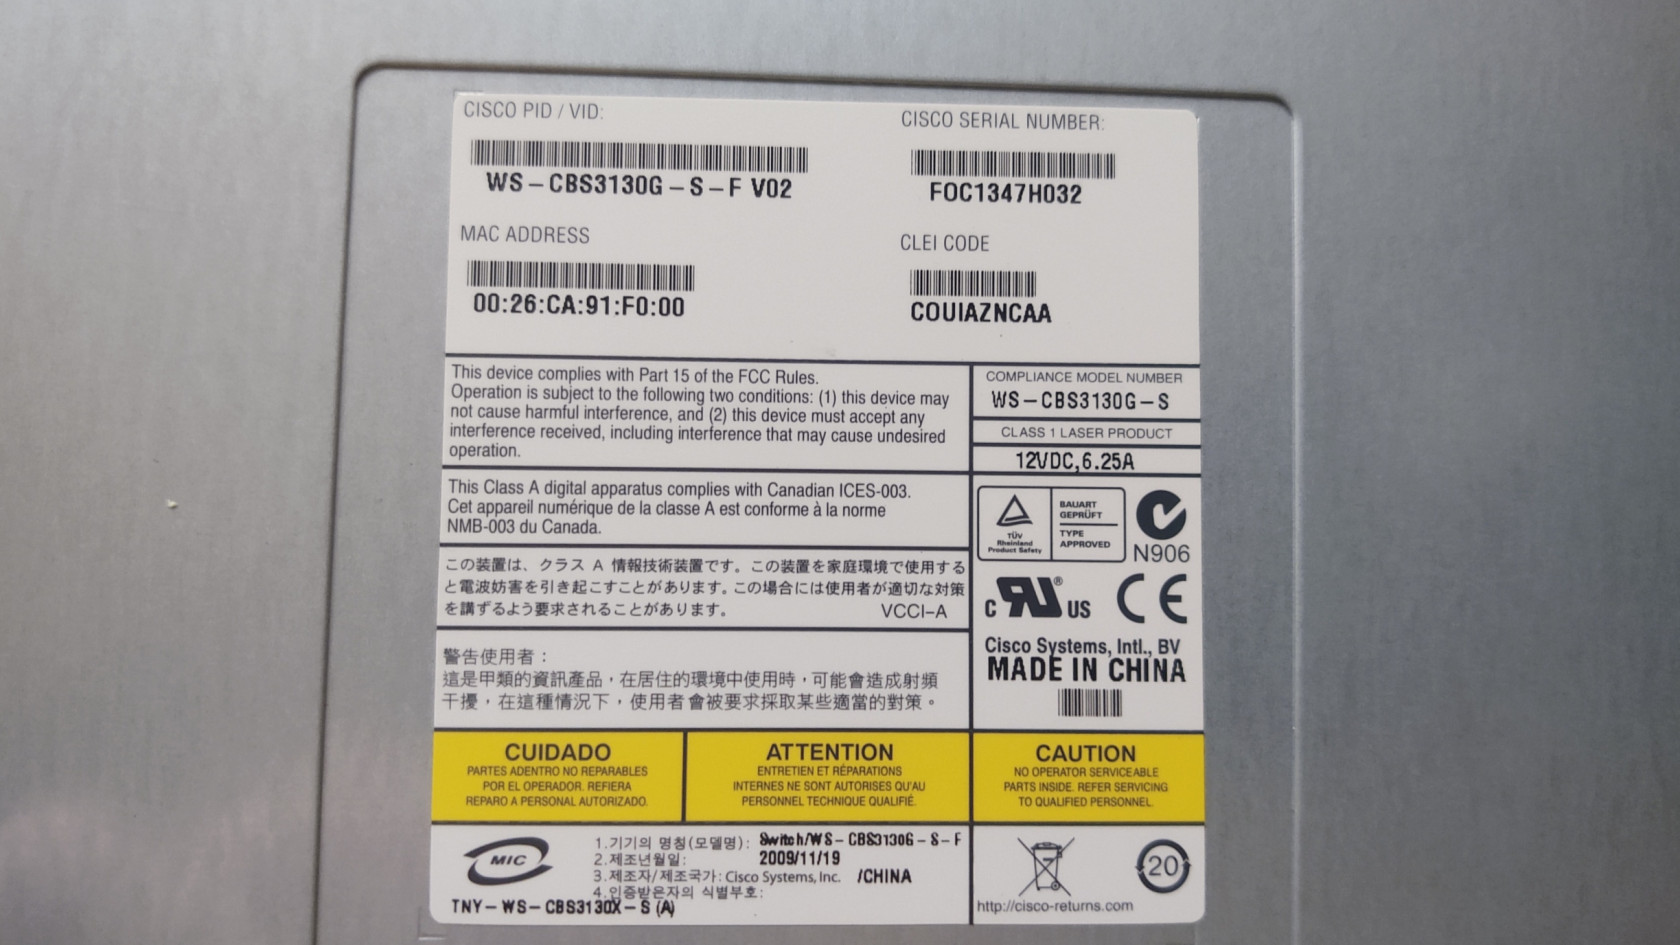 CISCO PID / VID:
WS-CBS3130G-S-F V02
CISCO SERIAL NUMBER:
FOC1347H032
MAC ADDRESS
00:26:CA:91:F0:00
CLEI CODE
COUIAZNCAA
This device complies with Part 15 of the FCC Rules.
Operation is subject to the following two conditions: (1) this device may
not cause harmful interference, and (2) this device must accept any
interference received, including interference that may cause undesired
operation.
COMPLIANCE MODEL NUMBER
WS-CBS3130G-S
CLASS 1 LASER PRODUCT
12VDC,6.25A
This Class A digital apparatus complies with Canadian ICES-003.
Cet appareil numérique de la classe A est conforme à la norme
NMB-003 du Canada.
TÜV
Rheinland
Product Safety
BAUART
GEPRÜFT
TYPE
APPROVED
N906
この装置は、クラス A 情報技術装置です。この装置を家庭環境で使用する
と電波妨害を引き起こすことがあります。この場合には使用者が適切な対策
を講ずるよう要求されることがあります。 VCCI-A
C RU® US CE
警告使用者：
這是甲類的資訊產品，在居住的環境中使用時，可能會造成射頻
干擾，在這種情況下，使用者會被要求採取某些適當的對策。
Cisco Systems, Intl., BV
MADE IN CHINA
CUIDADO
PARTES ADENTRO NO REPARABLES
POR EL OPERADOR. REFIERA
REPARO A PERSONAL AUTORIZADO.
ATTENTION
ENTRETIEN ET RÉPARATIONS
INTERNES NE SONT AUTORISES QU'AU
PERSONNEL TECHNIQUE QUALIFIÉ.
CAUTION
NO OPERATOR SERVICEABLE
PARTS INSIDE. REFER SERVICING
TO QUALIFIED PERSONNEL.
MIC
1.기기의 명칭(모델명): Switch/WS-CBS3130G-S-F
2.제조년월일: 2009/11/19
3.제조자/제조국가: Cisco Systems, Inc. /CHINA
4.인증받은자의 식별부호:
TNY-WS-CBS3130X-S (A)
20
http://cisco-returns.com